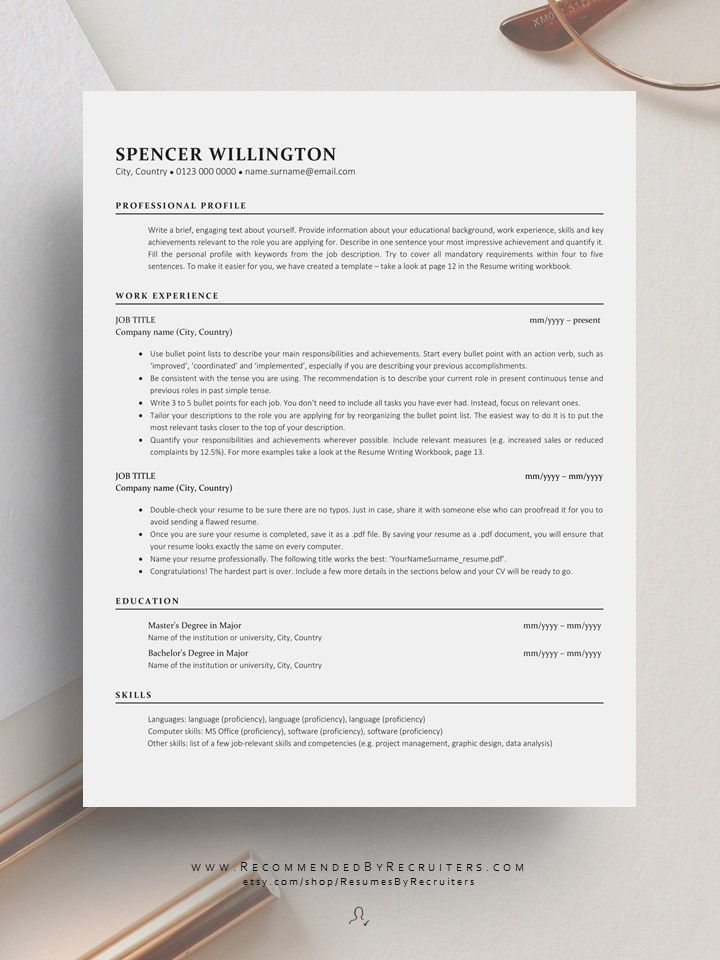 SPENCER WILLINGTON
City, Country • 0123 000 0000 • name.surname@email.com
PROFESSIONAL PROFILE
Write a brief, engaging text about yourself. Provide information about your educational background, work experience, skills and key
achievements relevant to the role you are applying for. Describe in one sentence your most impressive achievement and quantify it.
Fill the personal profile with keywords from the job description. Try to cover all mandatory requirements within four to five
sentences. To make it easier for you, we have created a template – take a look at page 12 in the Resume writing workbook.
WORK EXPERIENCE
JOB TITLE mm/yyyy – present
Company name (City, Country)
• Use bullet point lists to describe your main responsibilities and achievements. Start every bullet point with an action verb, such as
'improved', 'coordinated' and 'implemented', especially if you are describing your previous accomplishments.
• Be consistent with the tense you are using. The recommendation is to describe your current role in present continuous tense and
previous roles in past simple tense.
• Write 3 to 5 bullet points for each job. You don't need to include all tasks you have ever had. Instead, focus on relevant ones.
• Tailor your descriptions to the role you are applying for by reorganizing the bullet point list. The easiest way to do it is to put the
most relevant tasks closer to the top of your description.
• Quantify your responsibilities and achievements wherever possible. Include relevant measures (e.g. increased sales or reduced
complaints by 12.5%). For more examples take a look at the Resume Writing Workbook, page 13.
JOB TITLE mm/yyyy – mm/yyyy
Company name (City, Country)
• Double-check your resume to be sure there are no typos. Just in case, share it with someone else who can proofread it for you to
avoid sending a flawed resume.
• Once you are sure your resume is completed, save it as a .pdf file. By saving your resume as a .pdf document, you will ensure that
your resume looks exactly the same on every computer.
• Name your resume professionally. The following title works the best: 'YourNameSurname_resume.pdf'.
• Congratulations! The hardest part is over. Include a few more details in the sections below and your CV will be ready to go.
EDUCATION
Master's Degree in Major mm/yyyy – mm/yyyy
Name of the institution or university, City, Country
Bachelor's Degree in Major mm/yyyy – mm/yyyy
Name of the institution or university, City, Country
SKILLS
Languages: language (proficiency), language (proficiency), language (proficiency)
Computer skills: MS Office (proficiency), software (proficiency), software (proficiency)
Other skills: list of a few job-relevant skills and competencies (e.g. project management, graphic design, data analysis)
www.RecommendedByRecruiters.com
etsy.com/shop/ResumesByRecruiters